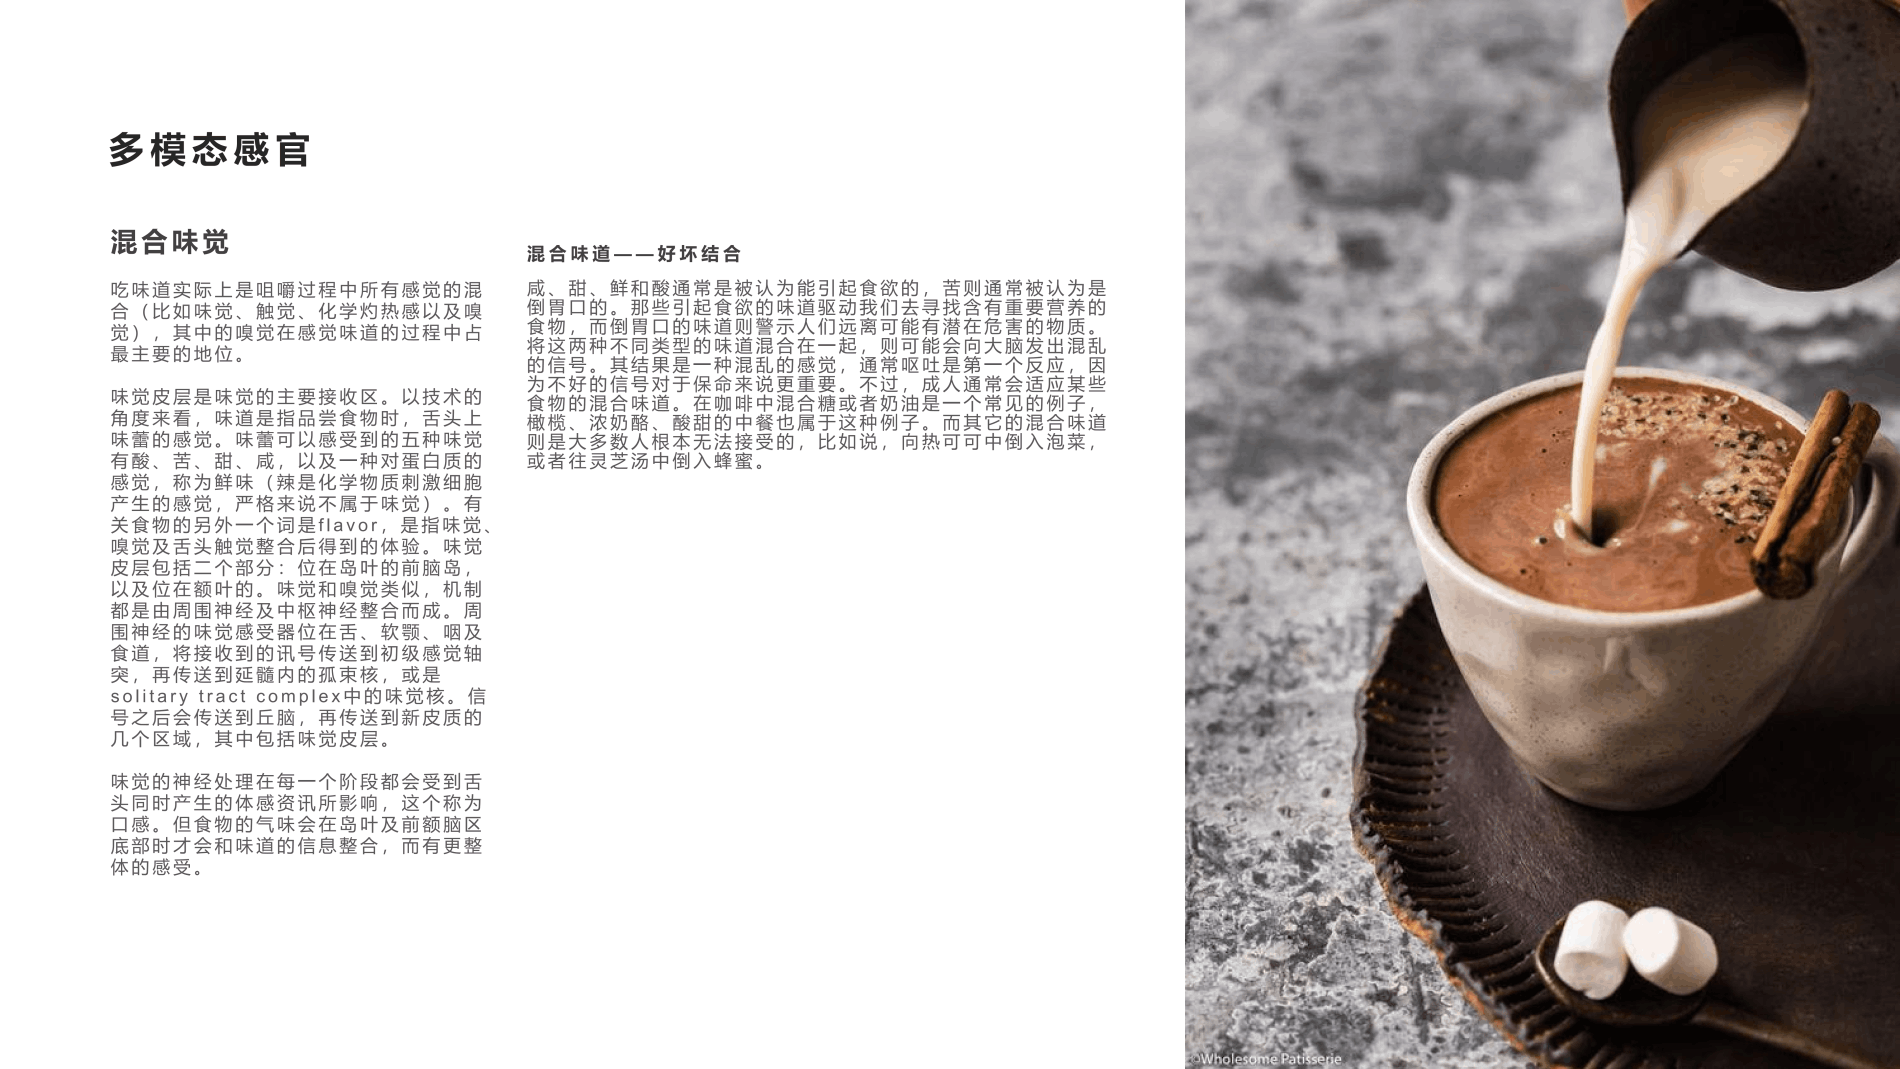 多模态感官
混合味觉
吃味道实际上是咀嚼过程中所有感觉的混
合（比如味觉、触觉、化学灼热感以及嗅
觉），其中的嗅觉在感觉味道的过程中占
最主要的地位。
味觉皮层是味觉的主要接收区。以技术的
角度来看，味道是指品尝食物时，舌头上
味蕾的感觉。味蕾可以感受到的五种味觉
有酸、苦、甜、咸，以及一种对蛋白质的
感觉，称为鲜味（辣是化学物质刺激细胞
产生的感觉，严格来说不属于味觉）。有
关食物的另外一个词是flavor，是指味觉、
嗅觉及舌头触觉整合后得到的体验。味觉
皮层包括二个部分：位在岛叶的前脑岛，
以及位在额叶的。味觉和嗅觉类似，机制
都是由周围神经及中枢神经整合而成。周
围神经的味觉感受器位在舌、软颚、咽及
食道，将接收到的讯号传送到初级感觉轴
突，再传送到延髓内的孤束核，或是
solitary tract complex中的味觉核。信
号之后会传送到丘脑，再传送到新皮质的
几个区域，其中包括味觉皮层。
味觉的神经处理在每一个阶段都会受到舌
头同时产生的体感资讯所影响，这个称为
口感。但食物的气味会在岛叶及前额脑区
底部时才会和味道的信息整合，而有更整
体的感受。
混合味道——好坏结合
咸、甜、鲜和酸通常是被认为能引起食欲的，苦则通常被认为是
倒胃口的。那些引起食欲的味道驱动我们去寻找含有重要营养的
食物，而倒胃口的味道则警示人们远离可能有潜在危害的物质。
将这两种不同类型的味道混合在一起，则可能会向大脑发出混乱
的信号。其结果是一种混乱的感觉，通常呕吐是第一个反应，因
为不好的信号对于保命来说更重要。不过，成人通常会适应某些
食物的混合味道。在咖啡中混合糖或者奶油是一个常见的例子，
橄榄、浓奶酪、酸甜的中餐也属于这种例子。而其它的混合味道
则是大多数人根本无法接受的，比如说，向热可可中倒入泡菜，
或者往灵芝汤中倒入蜂蜜。
©Wholesome Patisserie